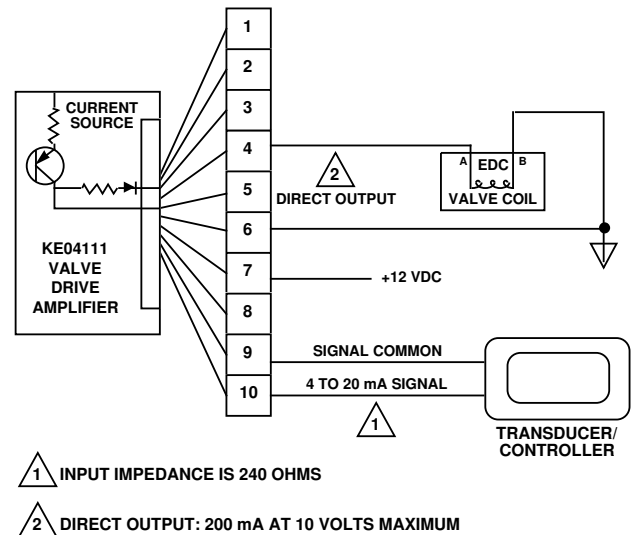 1
2
3
4
5
6
7
8
9
10
CURRENT
SOURCE
KE04111
VALVE
DRIVE
AMPLIFIER
2
DIRECT OUTPUT
A
EDC
B
VALVE COIL
+12 VDC
SIGNAL COMMON
4 TO 20 mA SIGNAL
1
TRANSDUCER/
CONTROLLER
1 INPUT IMPEDANCE IS 240 OHMS
2 DIRECT OUTPUT: 200 mA AT 10 VOLTS MAXIMUM